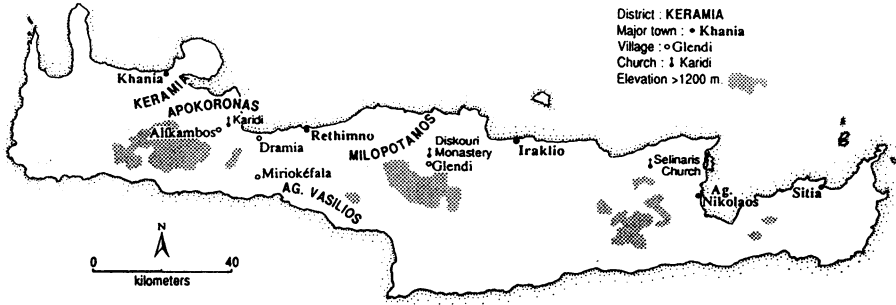 District : KERAMIA
Major town : • Khania
Village : ○ Glendi
Church : Karidi
Elevation >1200 m.
Khania
KERAMIA
APOKORONAS
Karidi
Alikambos
Dramia
Rethimno
MILOPOTAMOS
Diskouri
Monastery
Glendi
Iraklio
Selinaris
Church
Ag.
Nikolaos
Sitia
Miriokéfala
AG. VASILIOS
N
0
40
kilometers